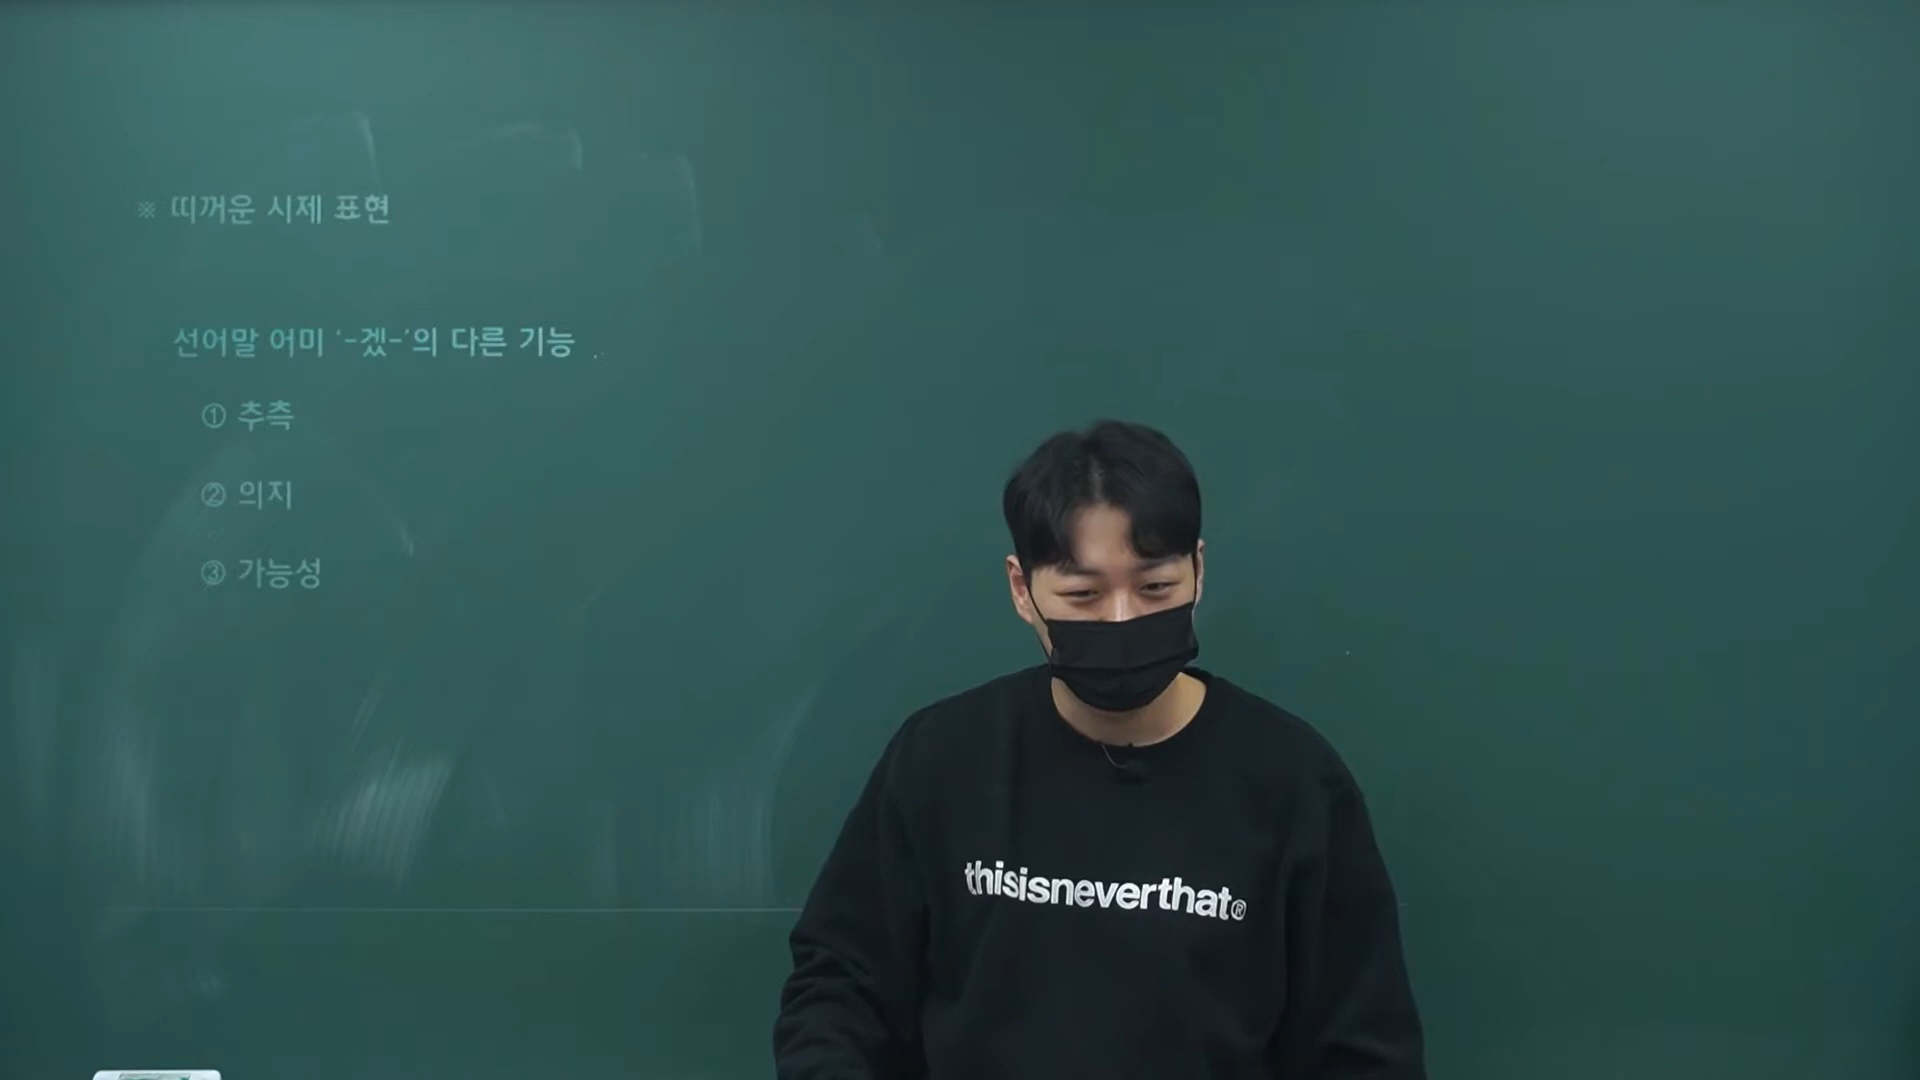 ※ 띠꺼운 시제 표현
선어말 어미 '-겠-'의 다른 기능
① 추측
② 의지
③ 가능성
thisisneverthat®